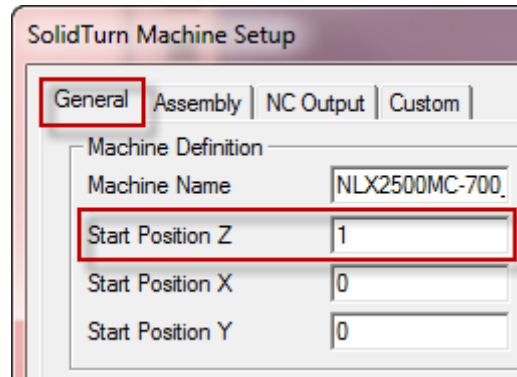 SolidTurn Machine Setup
General Assembly NC Output Custom
Machine Definition
Machine Name NLX2500MC-700_
Start Position Z 1
Start Position X 0
Start Position Y 0